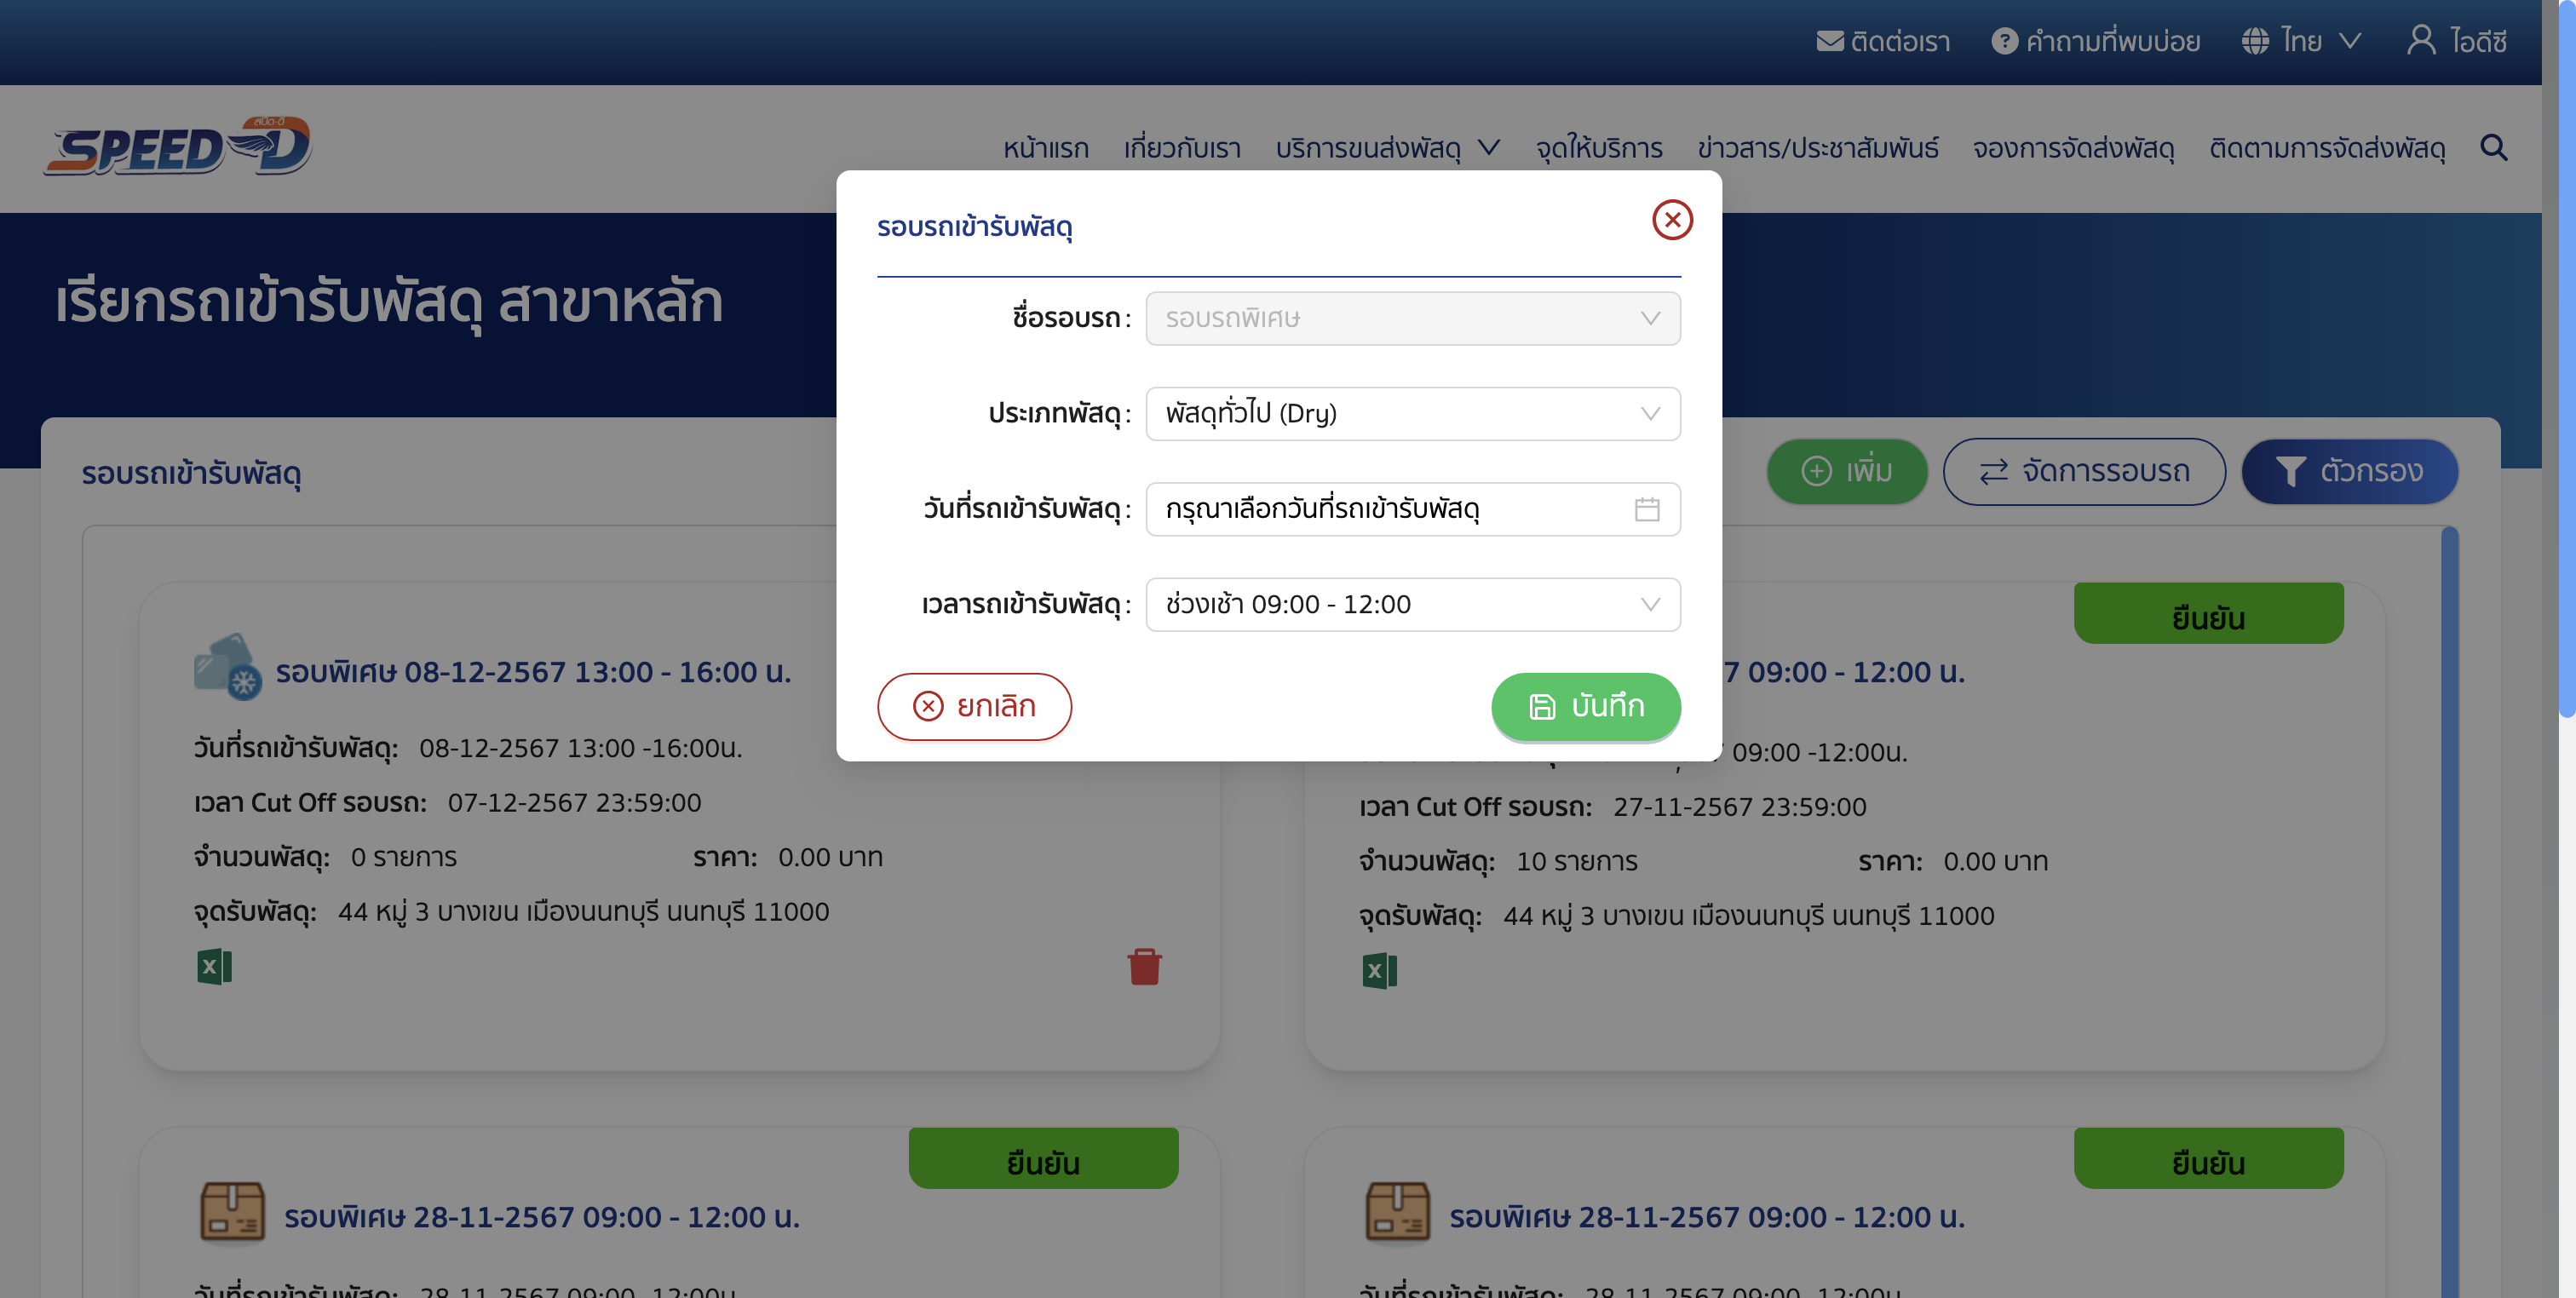 ติดต่อเรา คำถามที่พบบ่อย ไทย ไอดีซี
สปีด-ดี
SPEED-D
หน้าแรก เกี่ยวกับเรา บริการขนส่งพัสดุ จุดให้บริการ ข่าวสาร/ประชาสัมพันธ์ จองการจัดส่งพัสดุ ติดตามการจัดส่งพัสดุ
เรียกรถเข้ารับพัสดุ สาขาหลัก
รอบรถเข้ารับพัสดุ
ชื่อรอบรถ : รอบรถพิเศษ
ประเภทพัสดุ : พัสดุทั่วไป (Dry)
วันที่รถเข้ารับพัสดุ : กรุณาเลือกวันที่รถเข้ารับพัสดุ
เวลารถเข้ารับพัสดุ : ช่วงเช้า 09:00 - 12:00
ยกเลิก บันทึก
รอบรถเข้ารับพัสดุ เพิ่ม จัดการรอบรถ ตัวกรอง
รอบพิเศษ 08-12-2567 13:00 - 16:00 น.
วันที่รถเข้ารับพัสดุ: 08-12-2567 13:00 -16:00น.
เวลา Cut Off รอบรถ: 07-12-2567 23:59:00
จำนวนพัสดุ: 0 รายการ ราคา: 0.00 บาท
จุดรับพัสดุ: 44 หมู่ 3 บางเขน เมืองนนทบุรี นนทบุรี 11000
ยืนยัน
7 09:00 - 12:00 น.
09:00 -12:00น.
เวลา Cut Off รอบรถ: 27-11-2567 23:59:00
จำนวนพัสดุ: 10 รายการ ราคา: 0.00 บาท
จุดรับพัสดุ: 44 หมู่ 3 บางเขน เมืองนนทบุรี นนทบุรี 11000
ยืนยัน
รอบพิเศษ 28-11-2567 09:00 - 12:00 น.
วันที่รถเข้ารับพัสดุ: 28-11-2567 09:00 -12:00น.
ยืนยัน
รอบพิเศษ 28-11-2567 09:00 - 12:00 น.
วันที่รถเข้ารับพัสดุ: 28-11-2567 09:00 -12:00น.